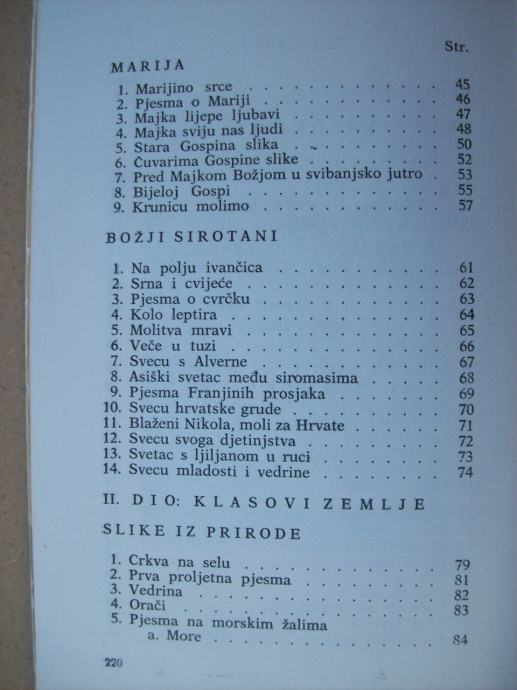 Str.
MARIJA
1. Marijino srce . . . . . . . . . . . 45
2. Pjesma o Mariji . . . . . . . . . . 46
3. Majka lijepe ljubavi . . . . . . . . . 47
4. Majka sviju nas ljudi . . . . . . . . . 48
5. Stara Gospina slika . . . . . . . . . 50
6. Čuvarima Gospine slike . . . . . . . . 52
7. Pred Majkom Božjom u svibanjsko jutro . . 53
8. Bijeloj Gospi . . . . . . . . . . . 55
9. Krunicu molimo . . . . . . . . . . 57
BOŽJI SIROTANI
1. Na polju ivančica . . . . . . . . . 61
2. Srna i cvijeće . . . . . . . . . . 62
3. Pjesma o cvrčku . . . . . . . . . . 63
4. Kolo leptira . . . . . . . . . . . 64
5. Molitva mravi . . . . . . . . . . . 65
6. Veče u tuzi . . . . . . . . . . . 66
7. Svecu s Alverne . . . . . . . . . . 67
8. Asiški svetac među siromasima . . . . . 68
9. Pjesma Franjinih prosjaka . . . . . . . 69
10. Svecu hrvatske grude . . . . . . . . 70
11. Blaženi Nikola, moli za Hrvate . . . . . 71
12. Svecu svoga djetinjstva . . . . . . . . 72
13. Svetac s ljiljanom u ruci . . . . . . . 73
14. Svecu mladosti i vedrine . . . . . . . 74
II. DIO: KLASOVI ZEMLJE
SLIKE IZ PRIRODE
1. Crkva na selu . . . . . . . . . . . 79
2. Prva proljetna pjesma . . . . . . . . 81
3. Vedrina . . . . . . . . . . . . . 82
4. Orači . . . . . . . . . . . . . . 83
5. Pjesma na morskim žalima
a. More . . . . . . . . . . . . . 84
220